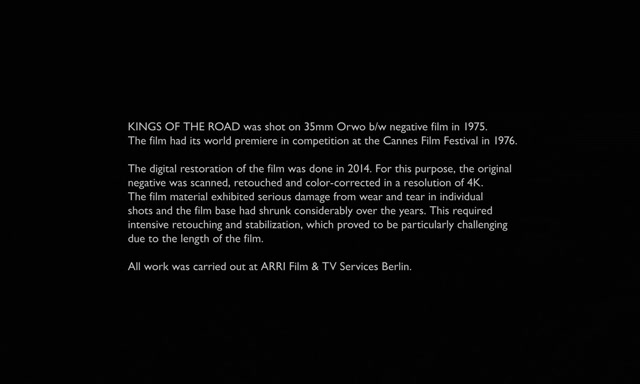 KINGS OF THE ROAD was shot on 35mm Orwo b/w negative film in 1975.
The film had its world premiere in competition at the Cannes Film Festival in 1976.
The digital restoration of the film was done in 2014. For this purpose, the original
negative was scanned, retouched and color-corrected in a resolution of 4K.
The film material exhibited serious damage from wear and tear in individual
shots and the film base had shrunk considerably over the years. This required
intensive retouching and stabilization, which proved to be particularly challenging
due to the length of the film.
All work was carried out at ARRI Film & TV Services Berlin.